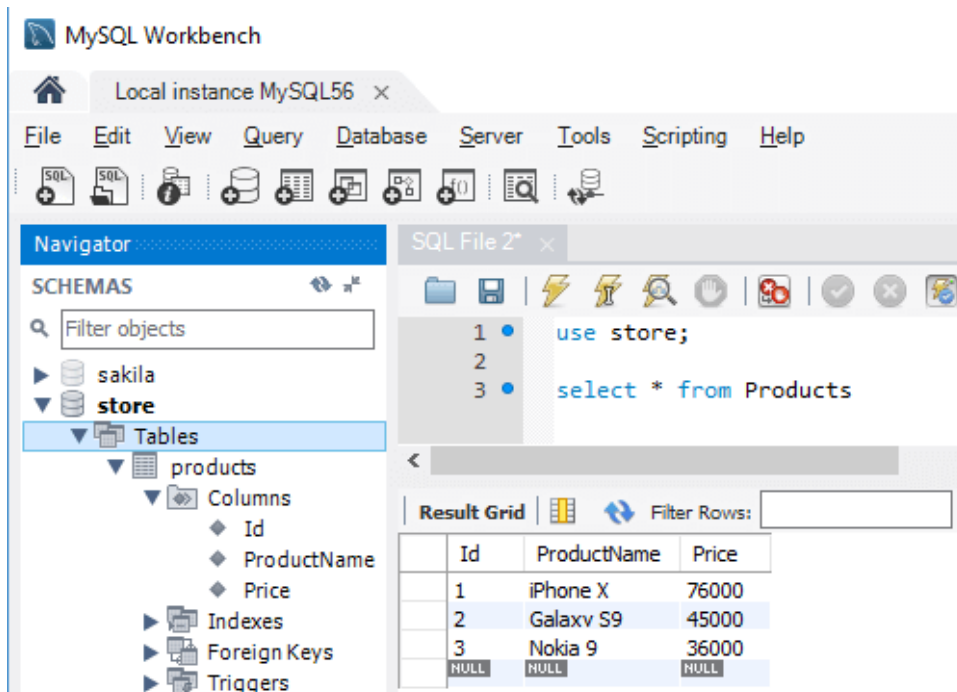 MySQL Workbench
Local instance MySQL56 ×
File Edit View Query Database Server Tools Scripting Help
Navigator
SQL File 2* ×
SCHEMAS
Filter objects
sakila
store
Tables
products
Columns
Id
ProductName
Price
Indexes
Foreign Keys
Triggers
1 use store;
2
3 select * from Products
Result Grid Filter Rows:
Id ProductName Price
1 iPhone X 76000
2 Galaxy S9 45000
3 Nokia 9 36000
NULL NULL NULL